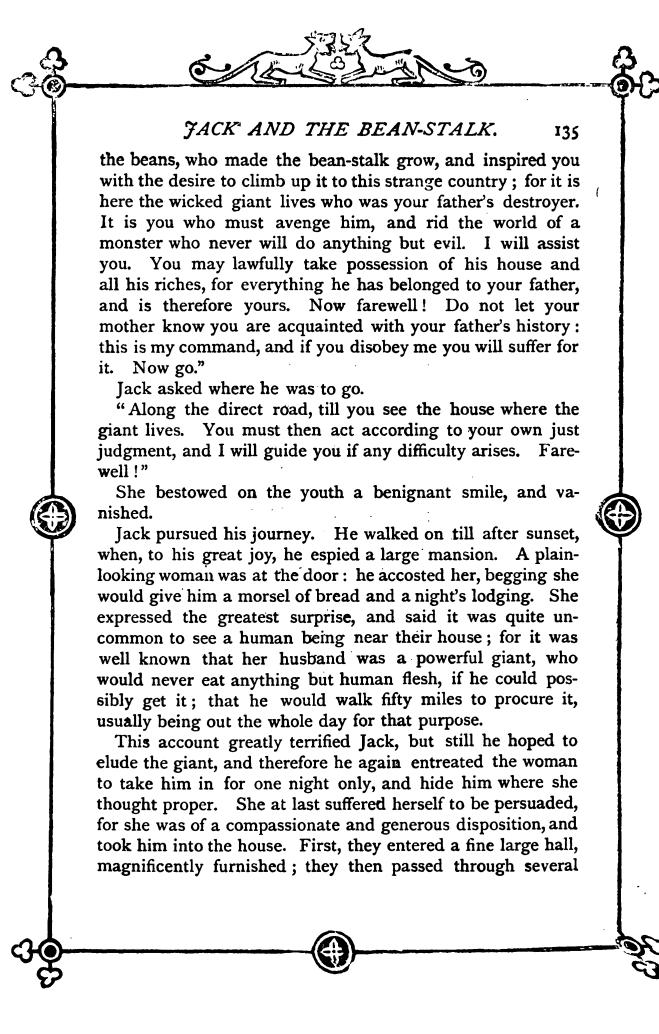 JACK AND THE BEAN-STALK. 135
the beans, who made the bean-stalk grow, and inspired you
with the desire to climb up it to this strange country ; for it is
here the wicked giant lives who was your father's destroyer.
It is you who must avenge him, and rid the world of a
monster who never will do anything but evil. I will assist
you. You may lawfully take possession of his house and
all his riches, for everything he has belonged to your father,
and is therefore yours. Now farewell ! Do not let your
mother know you are acquainted with your father's history :
this is my command, and if you disobey me you will suffer for
it. Now go.”
Jack asked where he was to go.
“ Along the direct road, till you see the house where the
giant lives. You must then act according to your own just
judgment, and I will guide you if any difficulty arises. Fare-
well ! ”
She bestowed on the youth a benignant smile, and va-
nished.
Jack pursued his journey. He walked on till after sunset,
when, to his great joy, he espied a large mansion. A plain-
looking woman was at the door : he accosted her, begging she
would give him a morsel of bread and a night's lodging. She
expressed the greatest surprise, and said it was quite un-
common to see a human being near their house ; for it was
well known that her husband was a powerful giant, who
would never eat anything but human flesh, if he could pos-
sibly get it ; that he would walk fifty miles to procure it,
usually being out the whole day for that purpose.
This account greatly terrified Jack, but still he hoped to
elude the giant, and therefore he again entreated the woman
to take him in for one night only, and hide him where she
thought proper. She at last suffered herself to be persuaded,
for she was of a compassionate and generous disposition, and
took him into the house. First, they entered a fine large hall,
magnificently furnished ; they then passed through several